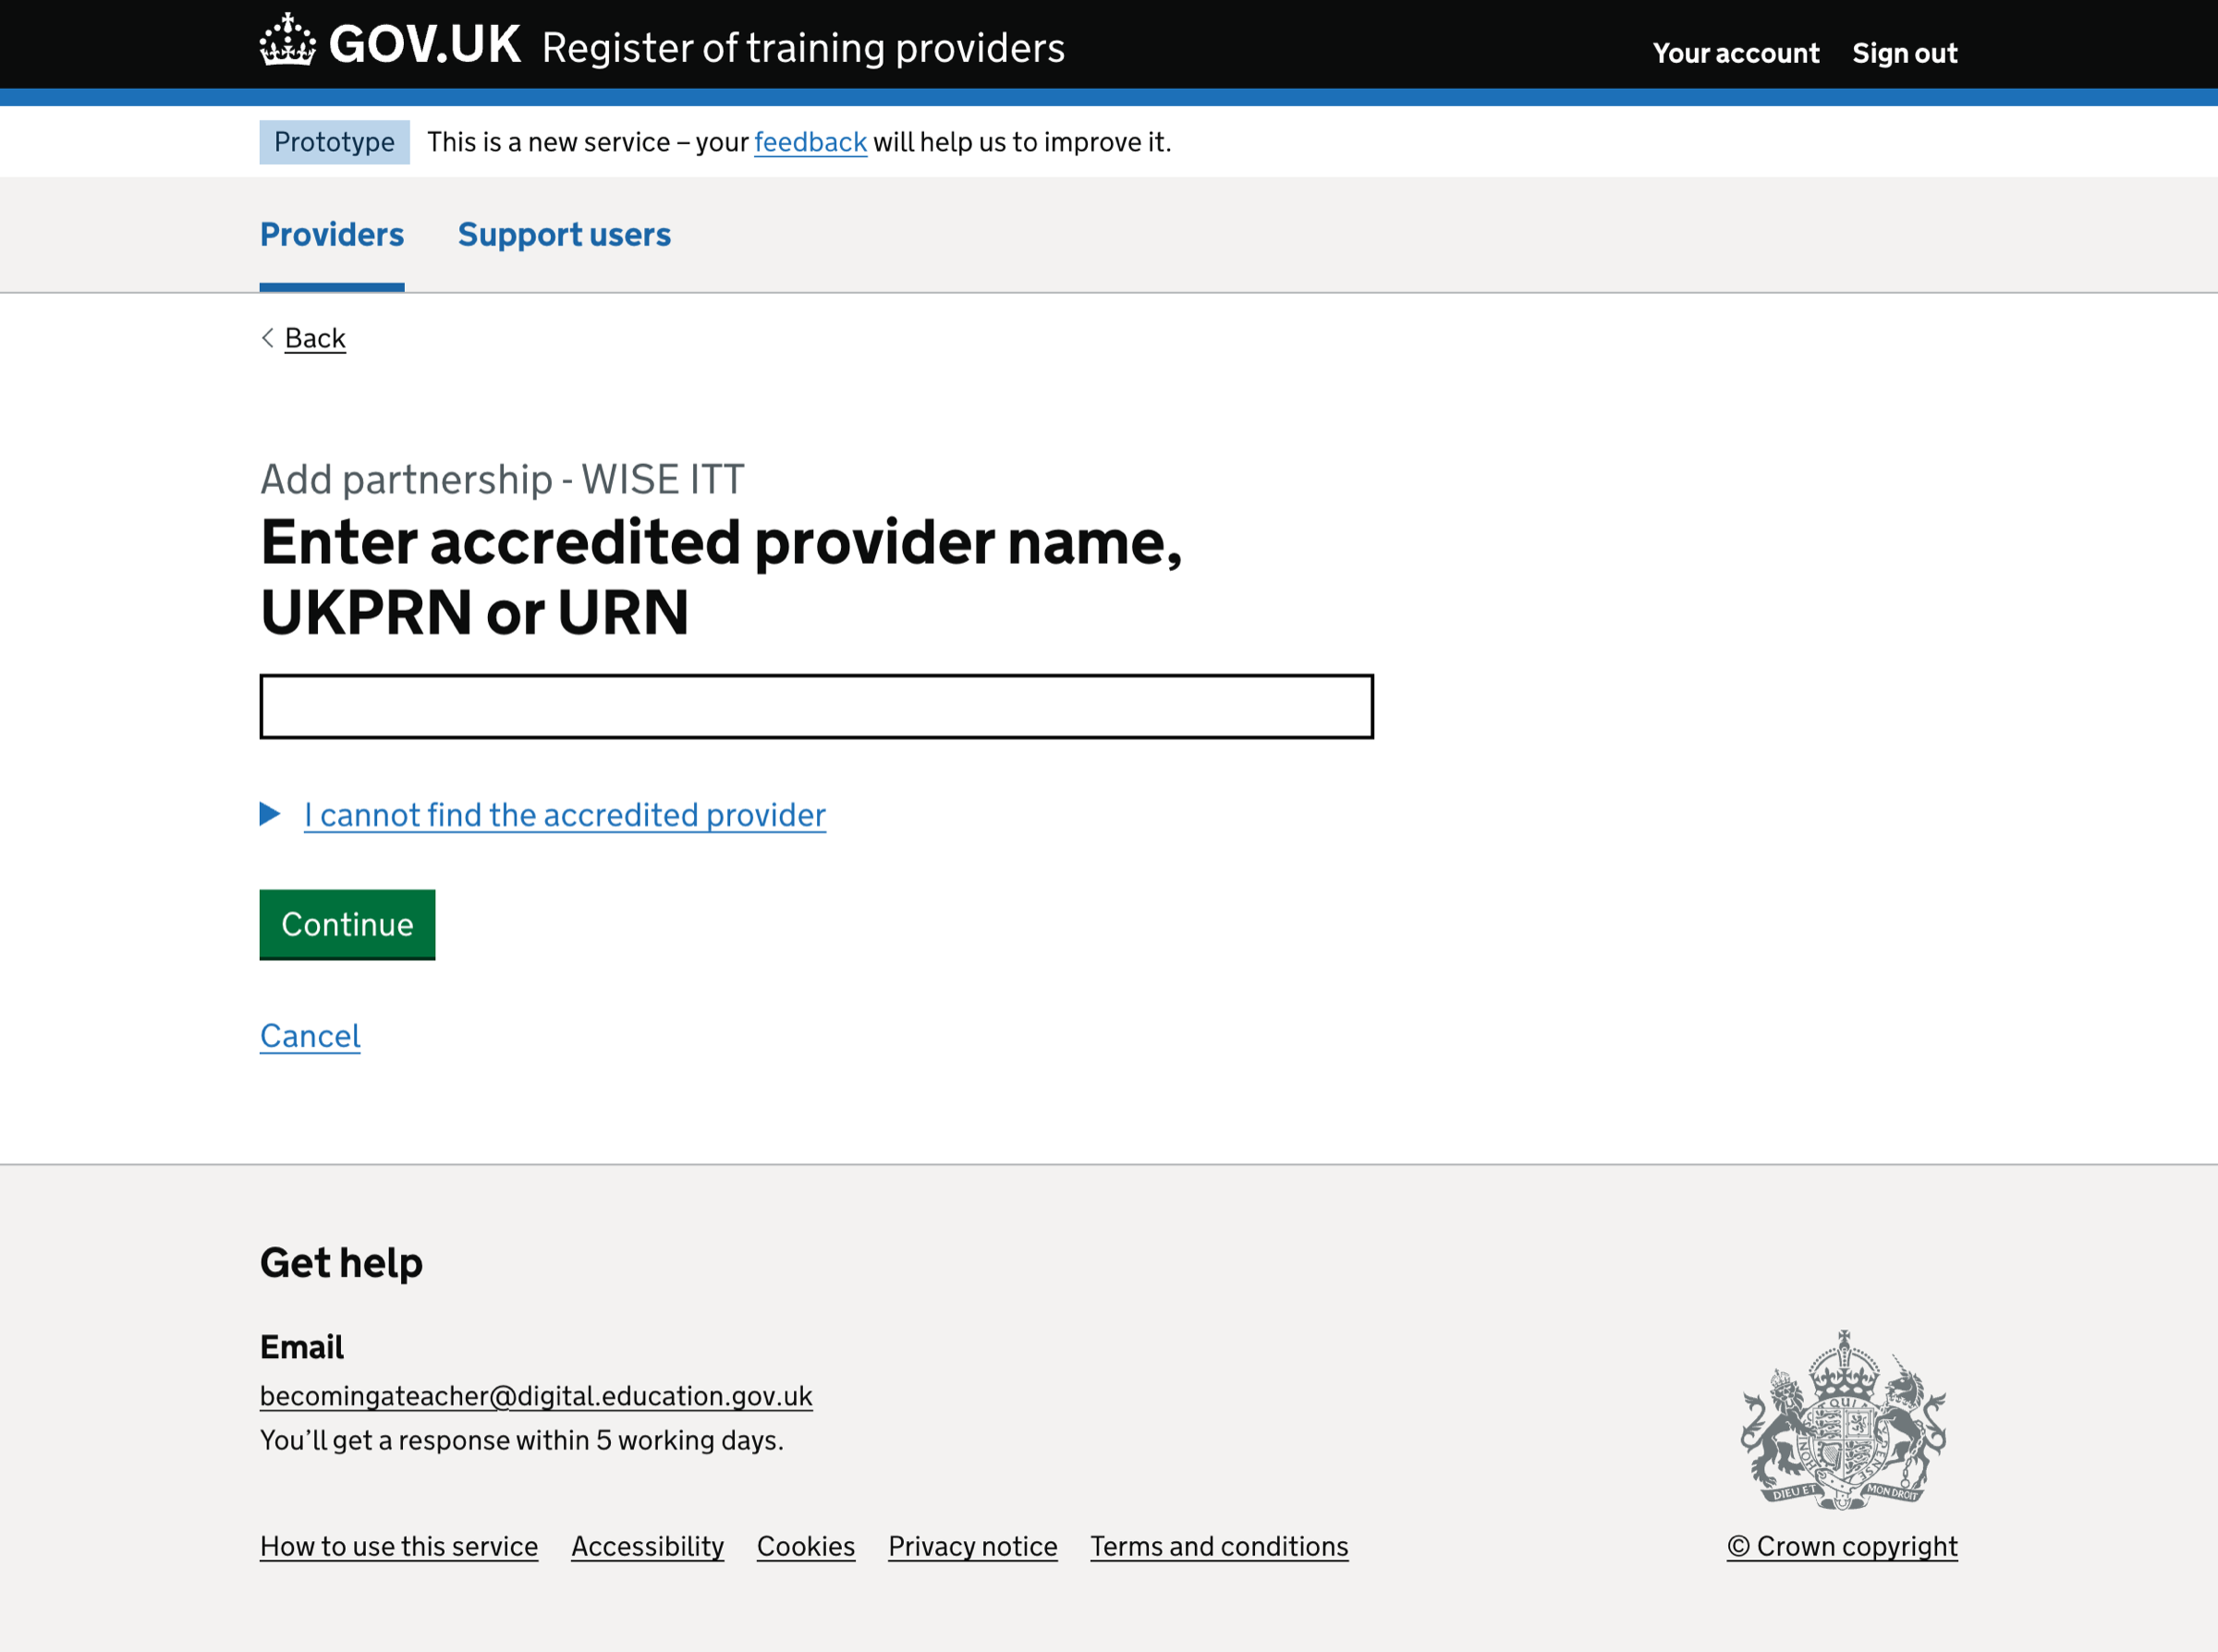 GOV.UK Register of training providers
Your account Sign out
Prototype This is a new service – your feedback will help us to improve it.
Providers Support users
Back
Add partnership - WISE ITT
Enter accredited provider name,
UKPRN or URN
I cannot find the accredited provider
Continue
Cancel
Get help
Email
becomingateacher@digital.education.gov.uk
You’ll get a response within 5 working days.
DIEU ET MON DROIT
How to use this service Accessibility Cookies Privacy notice Terms and conditions
© Crown copyright